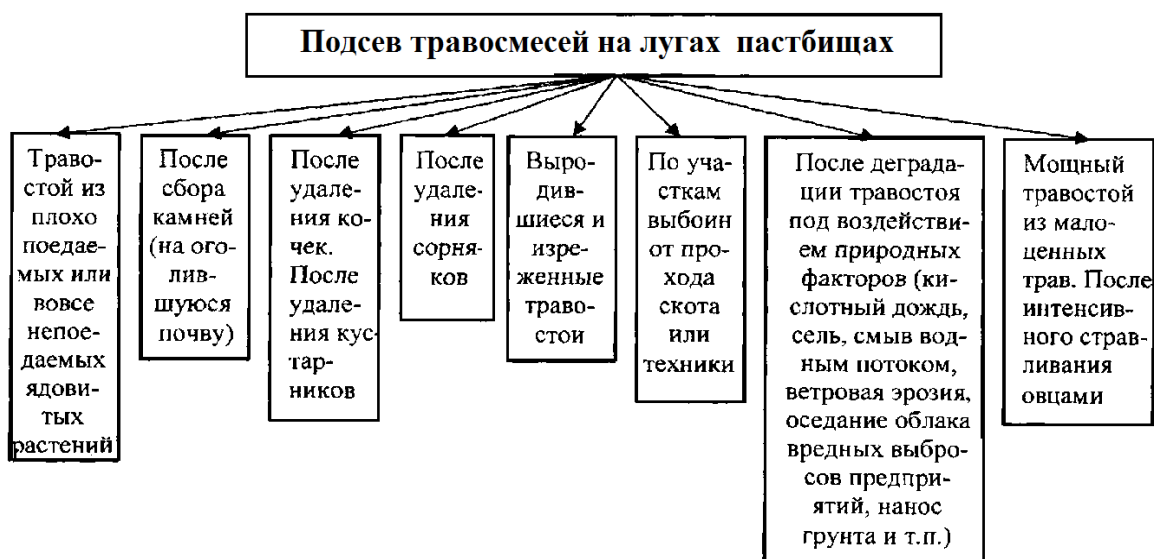 Подсев травосмесей на лугах пастбищах
Траво-
стой из
плохо
поедае-
мых или
вовсе
непое-
даемых
ядови-
тых
растений
После
сбора
камней
(на ого-
лив-
шуюся
почву)
После
удале-
ния ко-
чек.
После
удале-
ния кус-
тар-
ников
После
удале-
ния
сорня-
ков
Выро-
див-
шиеся и
изре-
женные
траво-
стои
По уча-
сткам
выбоин
от про-
хода
скота
или
техники
После деграда-
ции травостоя
под воздействи-
ем природных
факторов (ки-
слотный дождь,
сель, смыв вод-
ным потоком,
ветровая эрозия,
оседание облака
вредных выбро-
сов предпри-
ятий, нанос
грунта и т.п.)
Мощный
травостой
из мало-
ценных
трав. После
интенсив-
ного страв-
ливания
овцами